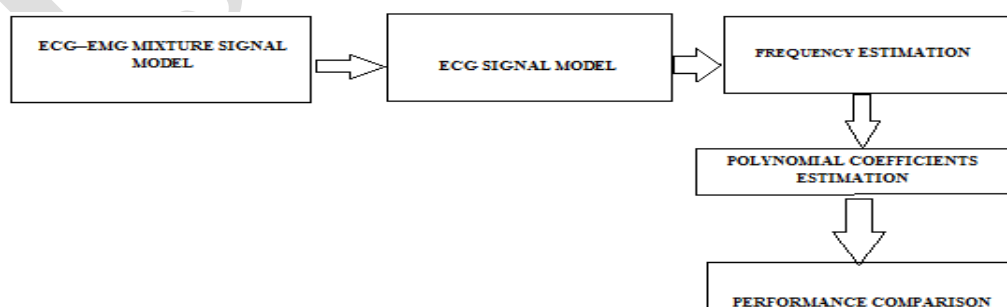 ECG–EMG MIXTURE SIGNAL
MODEL
ECG SIGNAL MODEL
FREQUENCY ESTIMATION
POLYNOMIAL COEFFICIENTS
ESTIMATION
PERFORMANCE COMPARISON